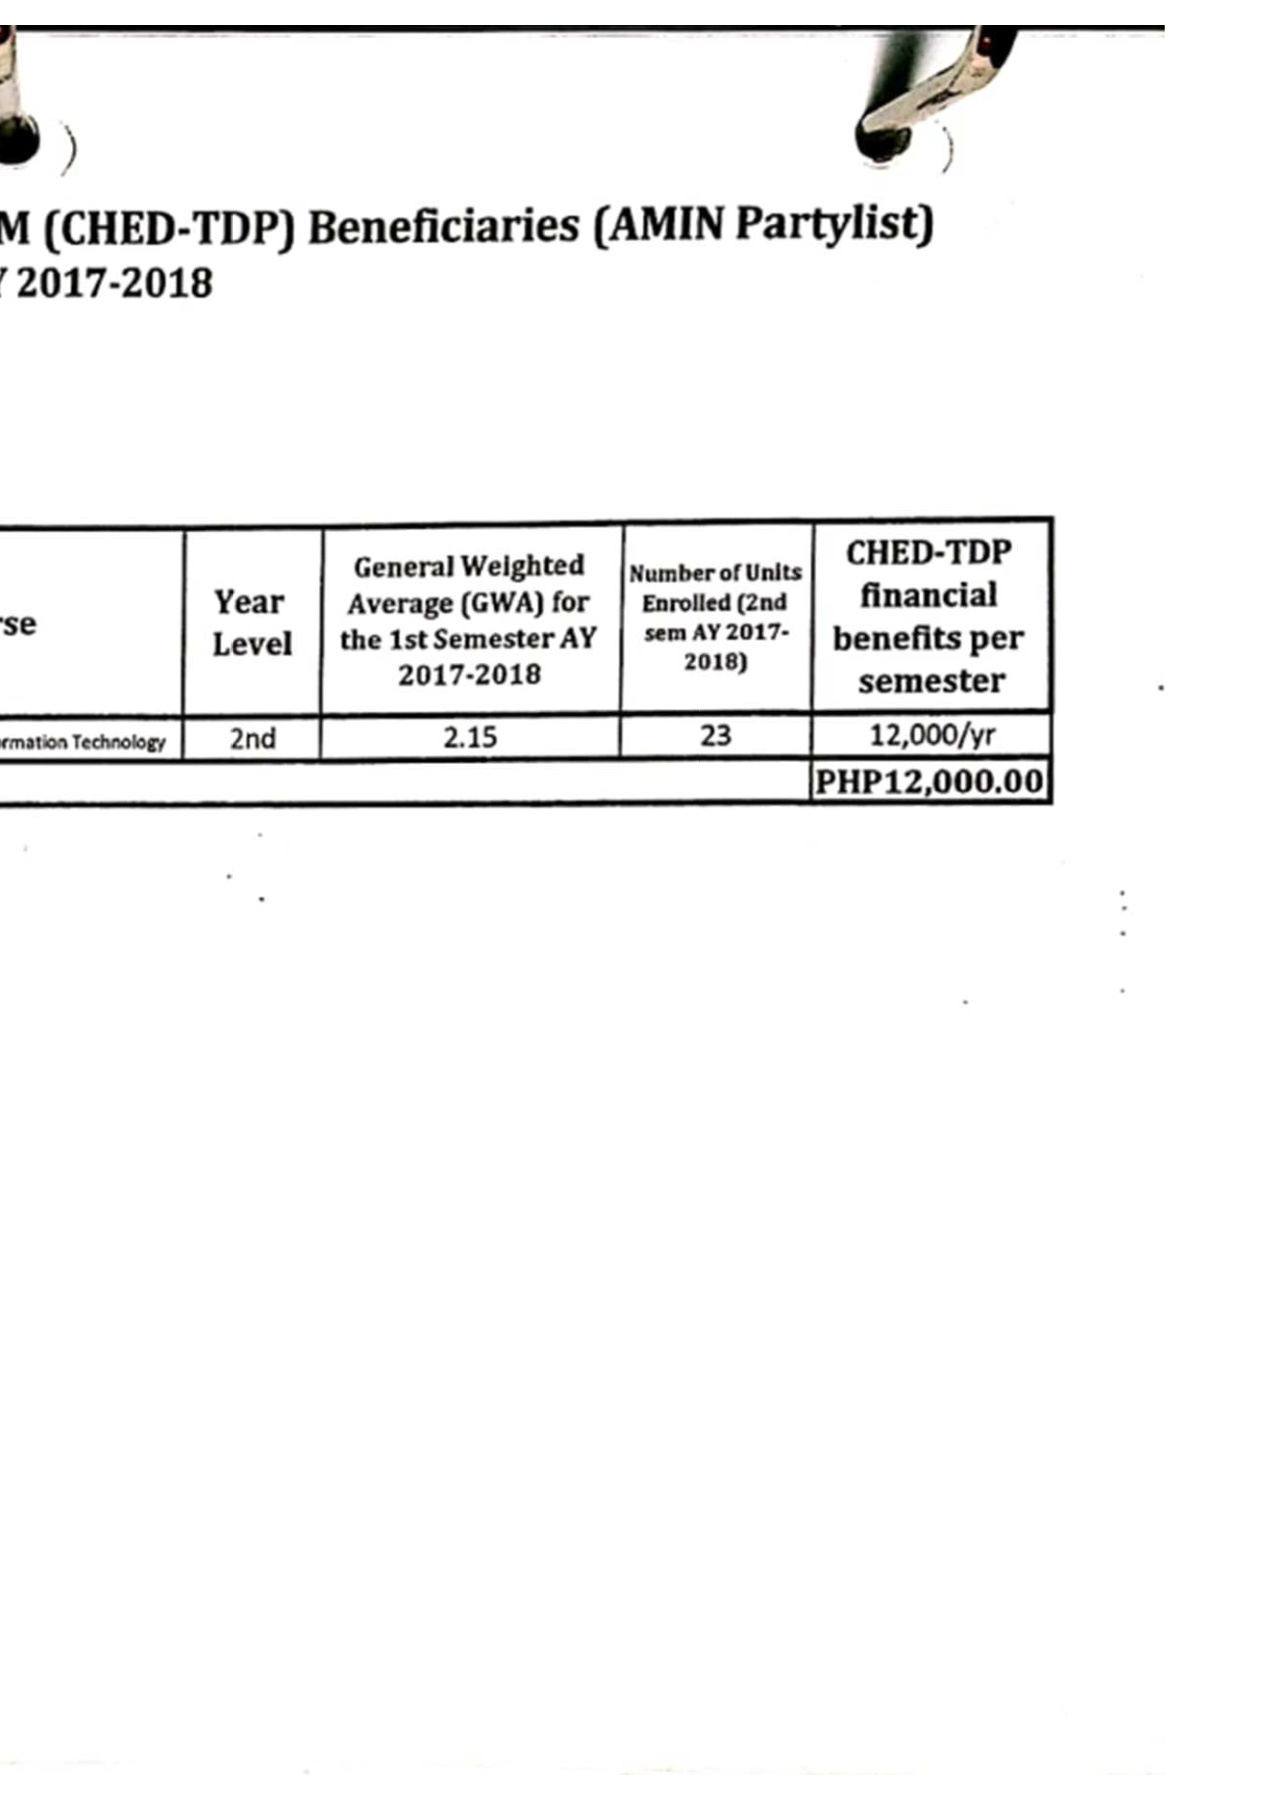 M (CHED-TDP) Beneficiaries (AMIN Partylist)
Y 2017-2018
rse
Year
Level
General Weighted
Average (GWA) for
the 1st Semester AY
2017-2018
Number of Units
Enrolled (2nd
sem AY 2017-
2018)
CHED-TDP
financial
benefits per
semester
rmation Technology 2nd 2.15 23 12,000/yr
PHP12,000.00